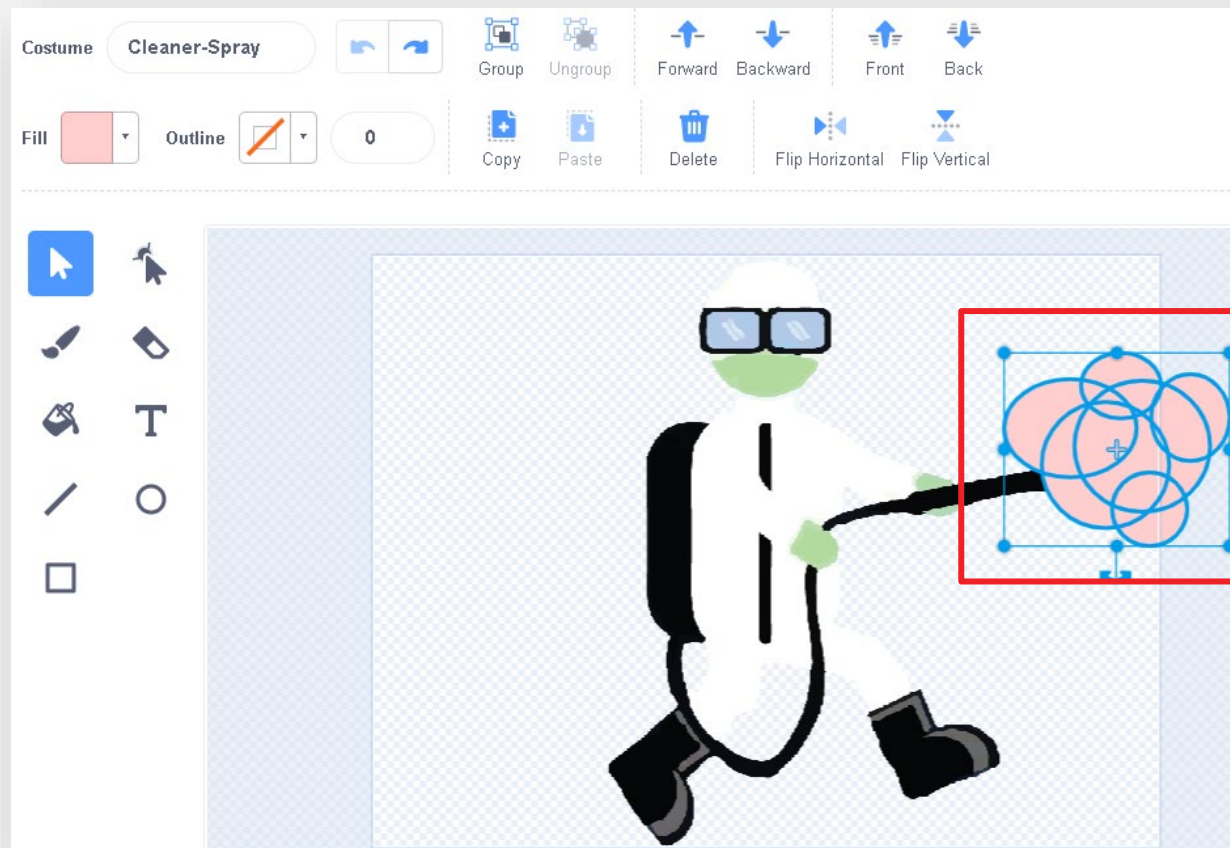 Costume Cleaner-Spray
Group Ungroup Forward Backward Front Back
Fill Outline 0
Copy Paste Delete Flip Horizontal Flip Vertical
T